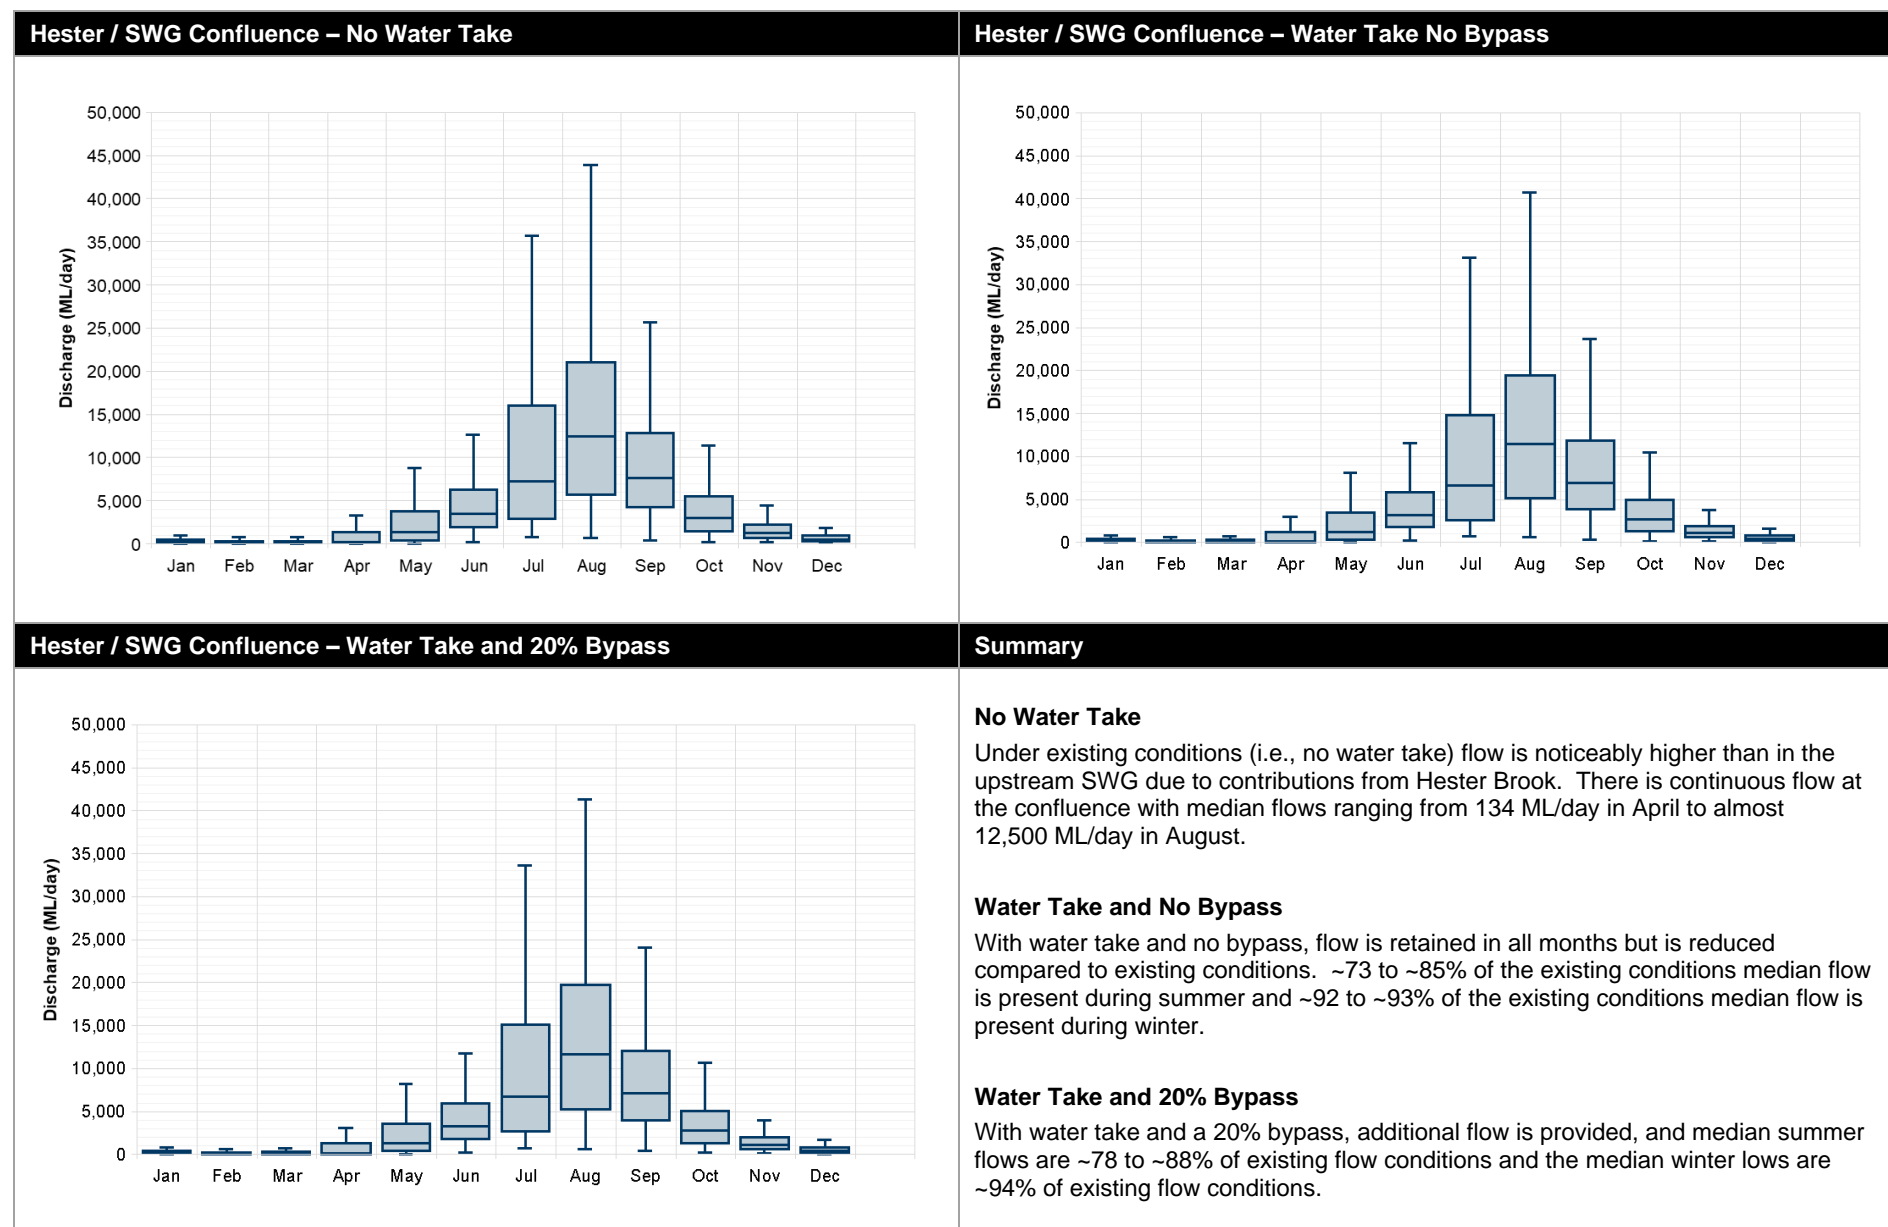 Hester / SWG Confluence – No Water Take
50,000
45,000
40,000
35,000
30,000
25,000
20,000
15,000
10,000
5,000
0
Discharge (ML/day)
Jan Feb Mar Apr May Jun Jul Aug Sep Oct Nov Dec
Hester / SWG Confluence – Water Take No Bypass
50,000
45,000
40,000
35,000
30,000
25,000
20,000
15,000
10,000
5,000
0
Discharge (ML/day)
Jan Feb Mar Apr May Jun Jul Aug Sep Oct Nov Dec
Hester / SWG Confluence – Water Take and 20% Bypass
50,000
45,000
40,000
35,000
30,000
25,000
20,000
15,000
10,000
5,000
0
Discharge (ML/day)
Jan Feb Mar Apr May Jun Jul Aug Sep Oct Nov Dec
Summary
No Water Take
Under existing conditions (i.e., no water take) flow is noticeably higher than in the
upstream SWG due to contributions from Hester Brook.  There is continuous flow at
the confluence with median flows ranging from 134 ML/day in April to almost
12,500 ML/day in August.
Water Take and No Bypass
With water take and no bypass, flow is retained in all months but is reduced
compared to existing conditions.  ~73 to ~85% of the existing conditions median flow
is present during summer and ~92 to ~93% of the existing conditions median flow is
present during winter.
Water Take and 20% Bypass
With water take and a 20% bypass, additional flow is provided, and median summer
flows are ~78 to ~88% of existing flow conditions and the median winter lows are
~94% of existing flow conditions.